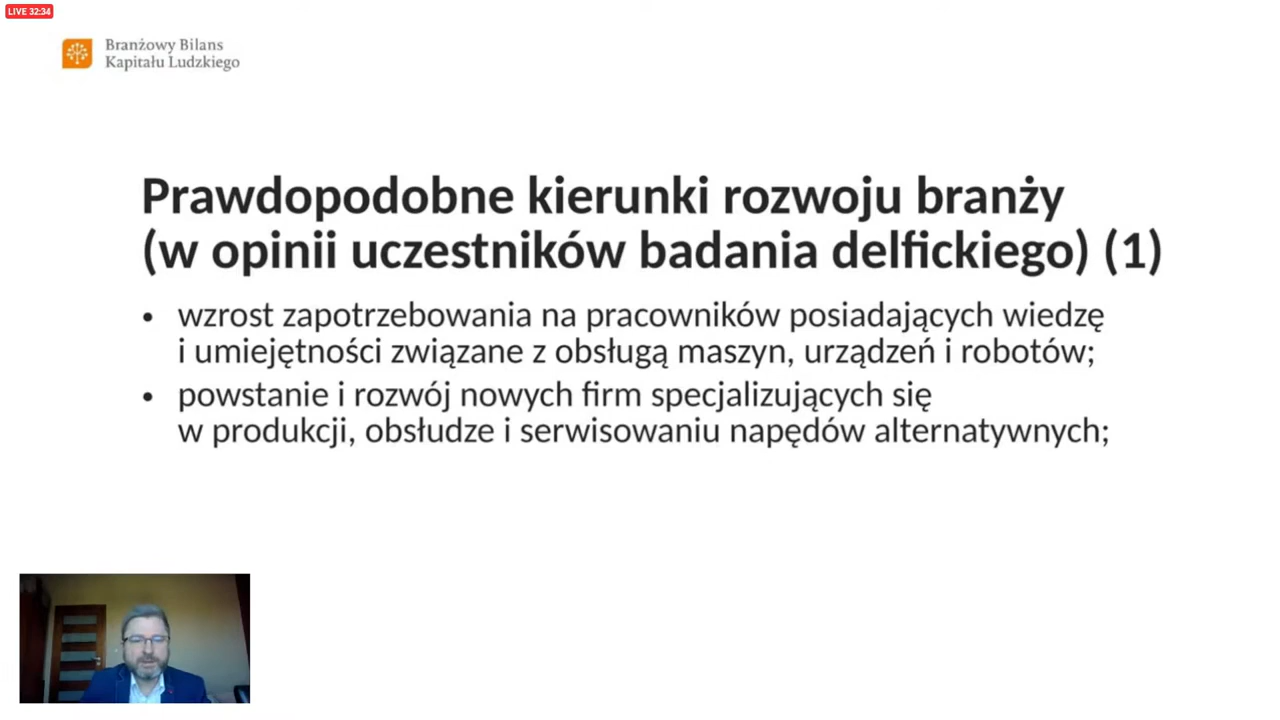 LIVE 32:34
Branżowy Bilans
Kapitału Ludzkiego
Prawdopodobne kierunki rozwoju branży
(w opinii uczestników badania delfickiego) (1)
• wzrost zapotrzebowania na pracowników posiadających wiedzę
i umiejętności związane z obsługą maszyn, urządzeń i robotów;
• powstanie i rozwój nowych firm specjalizujących się
w produkcji, obsłudze i serwisowaniu napędów alternatywnych;